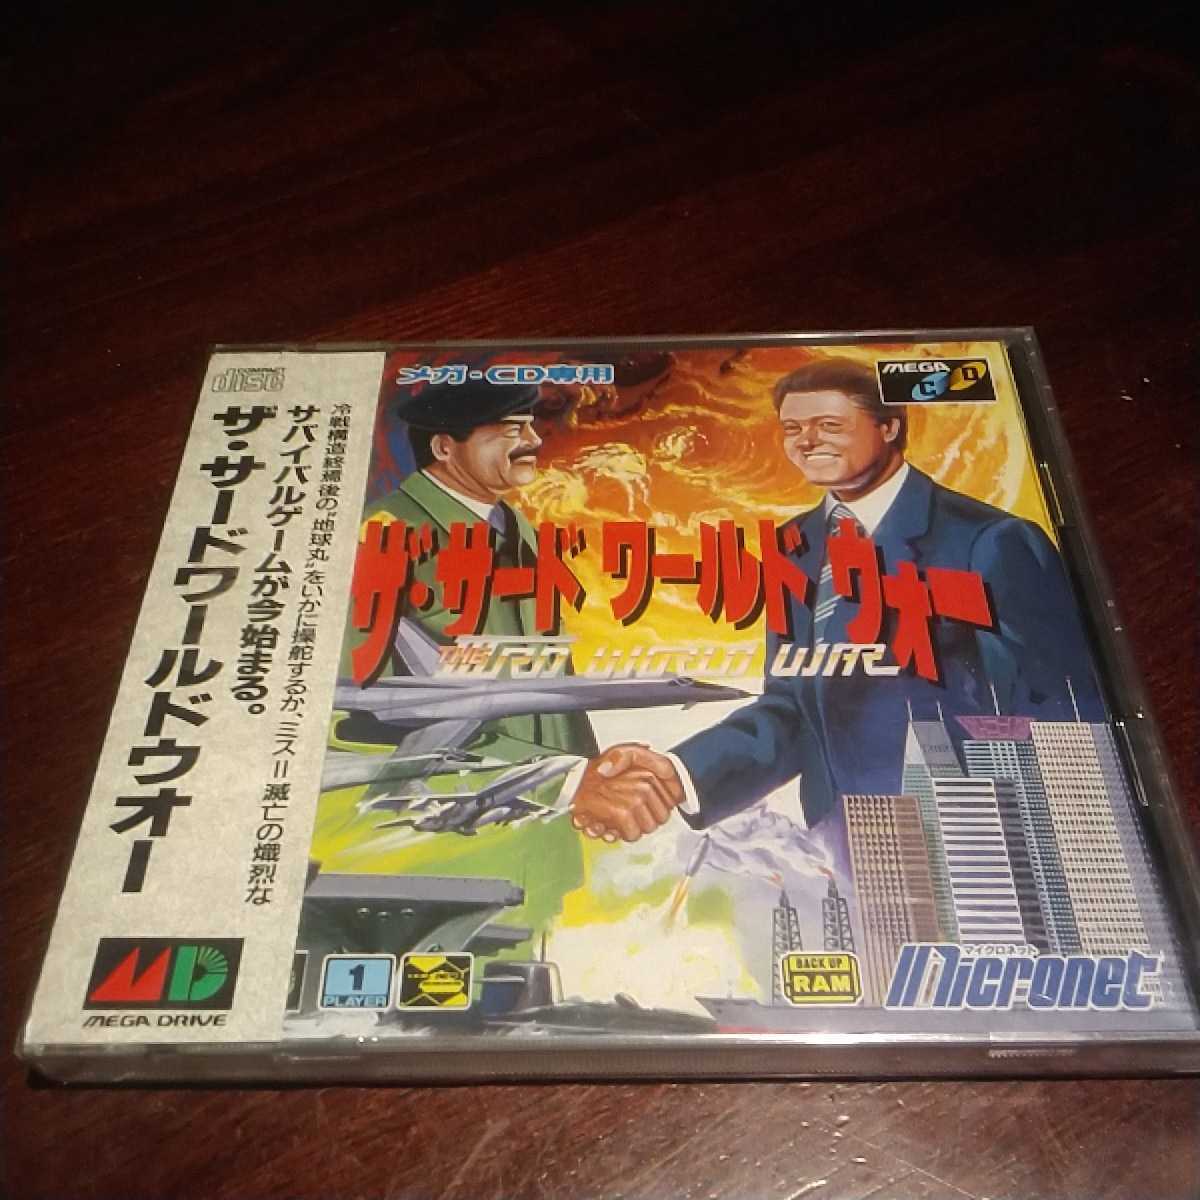 COMPACT
disc
ザ・サードワールドウォー
冷戦構造終焉後の“地球丸”をいかに操舵するか、ミス＝滅亡の熾烈な
サバイバルゲームが今始まる。
MEGA DRIVE
メガ-CD専用
MEGA
CD
ザ・サード ワールド ウォー
THE THIRD WORLD WAR
1
PLAYER
BACK UP
RAM
マイクロネット
Micronet